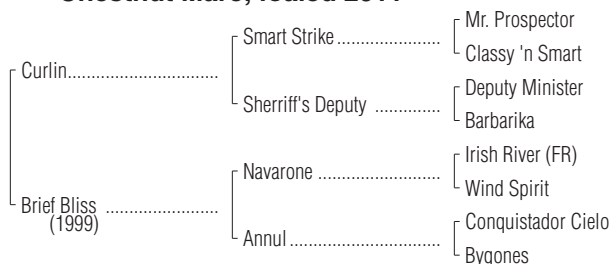 Chestnut Mare, foaled
Mr. Prospector
Smart Strike ........................
Classy 'n Smart
Curlin...................................
Deputy Minister
Sherriff's Deputy ...............
Barbarika
Irish River (FR)
Navarone ............................
Wind Spirit
Brief Bliss ..........................
(1999)
Conquistador Cielo
Annul...................................
Bygones